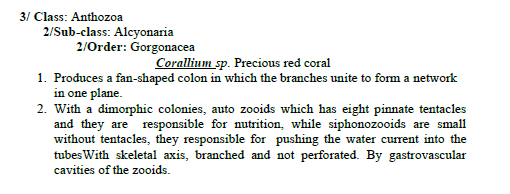 3/ Class: Anthozoa
2/Sub-class: Alcyonaria
2/Order: Gorgonacea
Corallium sp. Precious red coral
1. Produces a fan-shaped colon in which the branches unite to form a network
in one plane.
2. With a dimorphic colonies, auto zooids which has eight pinnate tentacles
and they are responsible for nutrition, while siphonozooids are small
without tentacles, they responsible for pushing the water current into the
tubesWith skeletal axis, branched and not perforated. By gastrovascular
cavities of the zooids.